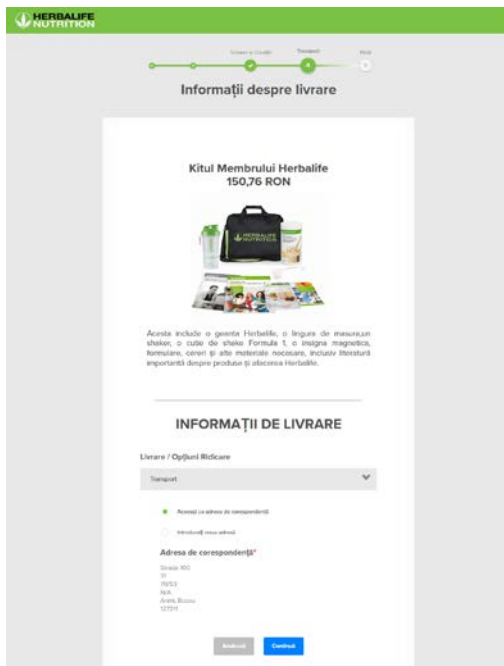 HERBALIFE
NUTRITION
Transport
Informații despre livrare
Kitul Membrului Herbalife
150,76 RON
HERBALIFE
NUTRITION
Acesta include o geanta Herbalife, o lingura de masura,un
shaker, o cutie de shake Formula 1, o insigna magnetica,
formulare, cereri și alte materiale necesare, inclusiv literatură
importantă despre produse și afacerea Herbalife.
INFORMAȚII DE LIVRARE
Livrare / Opțiuni Ridicare
Transport
Aceeași ca adresa de corespondență
Introduceți noua adresă
Adresa de corespondență*
N/A
Continuă